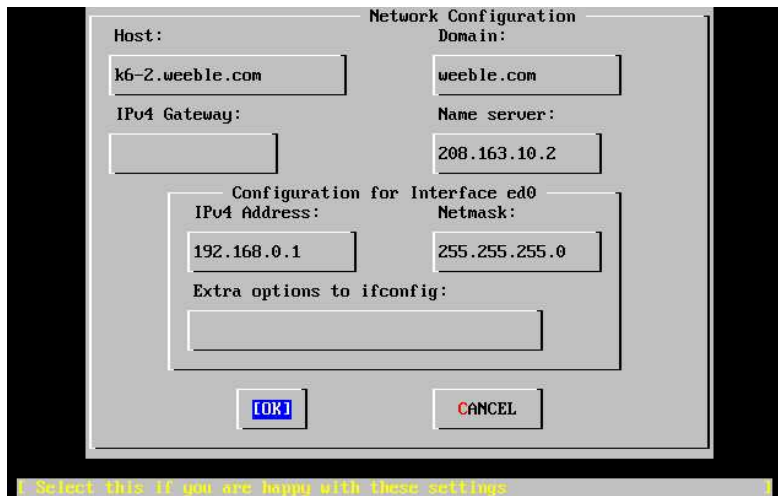 Network Configuration
Host: Domain:
k6-2.weeble.com weeble.com
IPv4 Gateway: Name server:
208.163.10.2
Configuration for Interface ed0
IPv4 Address: Netmask:
192.168.0.1 255.255.255.0
Extra options to ifconfig:
[OK] CANCEL
[ Select this if you are happy with these settings ]